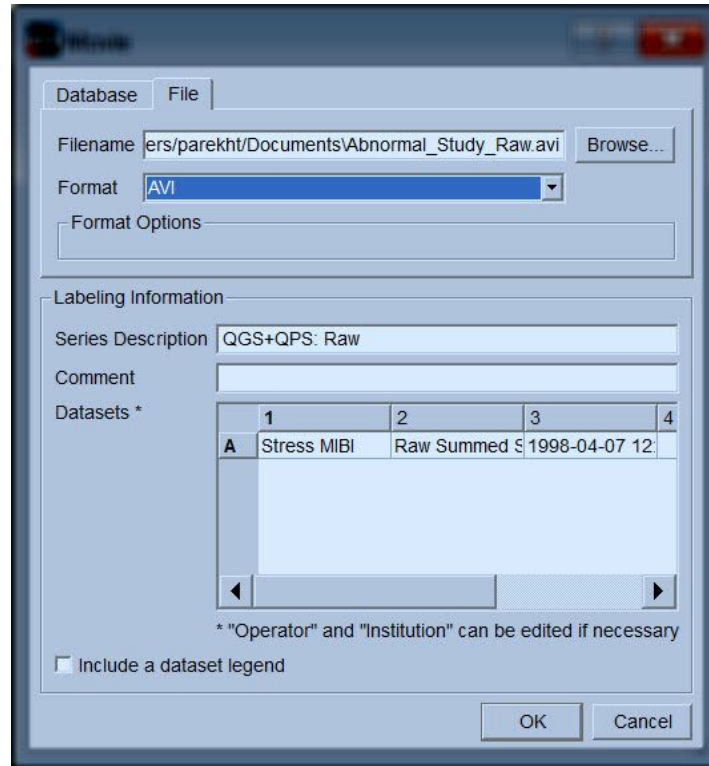 Movie
Database File
Filename ers/parekht/Documents\Abnormal_Study_Raw.avi Browse...
Format AVI
Format Options
Labeling Information
Series Description QGS+QPS: Raw
Comment
Datasets *
1 2 3 4
A Stress MIBI Raw Summed S 1998-04-07 12:
* "Operator" and "Institution" can be edited if necessary
Include a dataset legend
OK Cancel